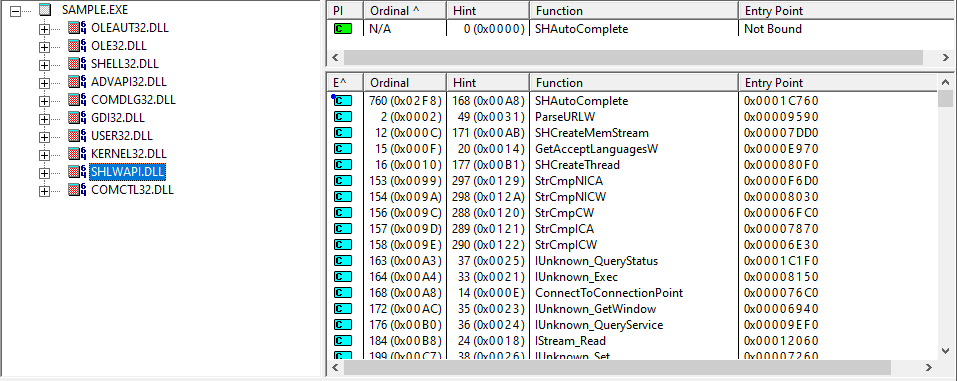 SAMPLE.EXE
OLEAUT32.DLL
OLE32.DLL
SHELL32.DLL
ADVAPI32.DLL
COMDLG32.DLL
GDI32.DLL
USER32.DLL
KERNEL32.DLL
SHLWAPI.DLL
COMCTL32.DLL
PI Ordinal ^ Hint Function Entry Point
C N/A 0 (0x0000) SHAutoComplete Not Bound
E^ Ordinal Hint Function Entry Point
C 760 (0x02F8) 168 (0x00A8) SHAutoComplete 0x0001C760
C 2 (0x0002) 49 (0x0031) ParseURLW 0x00009590
C 12 (0x000C) 171 (0x00AB) SHCreateMemStream 0x00007DD0
C 15 (0x000F) 20 (0x0014) GetAcceptLanguagesW 0x0000E970
C 16 (0x0010) 177 (0x00B1) SHCreateThread 0x000080F0
C 153 (0x0099) 297 (0x0129) StrCmpNICA 0x0000F6D0
C 154 (0x009A) 298 (0x012A) StrCmpNICW 0x00008030
C 156 (0x009C) 288 (0x0120) StrCmpCW 0x00006FC0
C 157 (0x009D) 289 (0x0121) StrCmpICA 0x00007870
C 158 (0x009E) 290 (0x0122) StrCmpICW 0x00006E30
C 163 (0x00A3) 37 (0x0025) IUnknown_QueryStatus 0x0001C1F0
C 164 (0x00A4) 33 (0x0021) IUnknown_Exec 0x00008150
C 168 (0x00A8) 14 (0x000E) ConnectToConnectionPoint 0x000076C0
C 172 (0x00AC) 35 (0x0023) IUnknown_GetWindow 0x00006940
C 176 (0x00B0) 36 (0x0024) IUnknown_QueryService 0x00009EF0
C 184 (0x00B8) 24 (0x0018) IStream_Read 0x00012060
C 199 (0x00C7) 38 (0x0026) IUnknown_Set 0x00007260